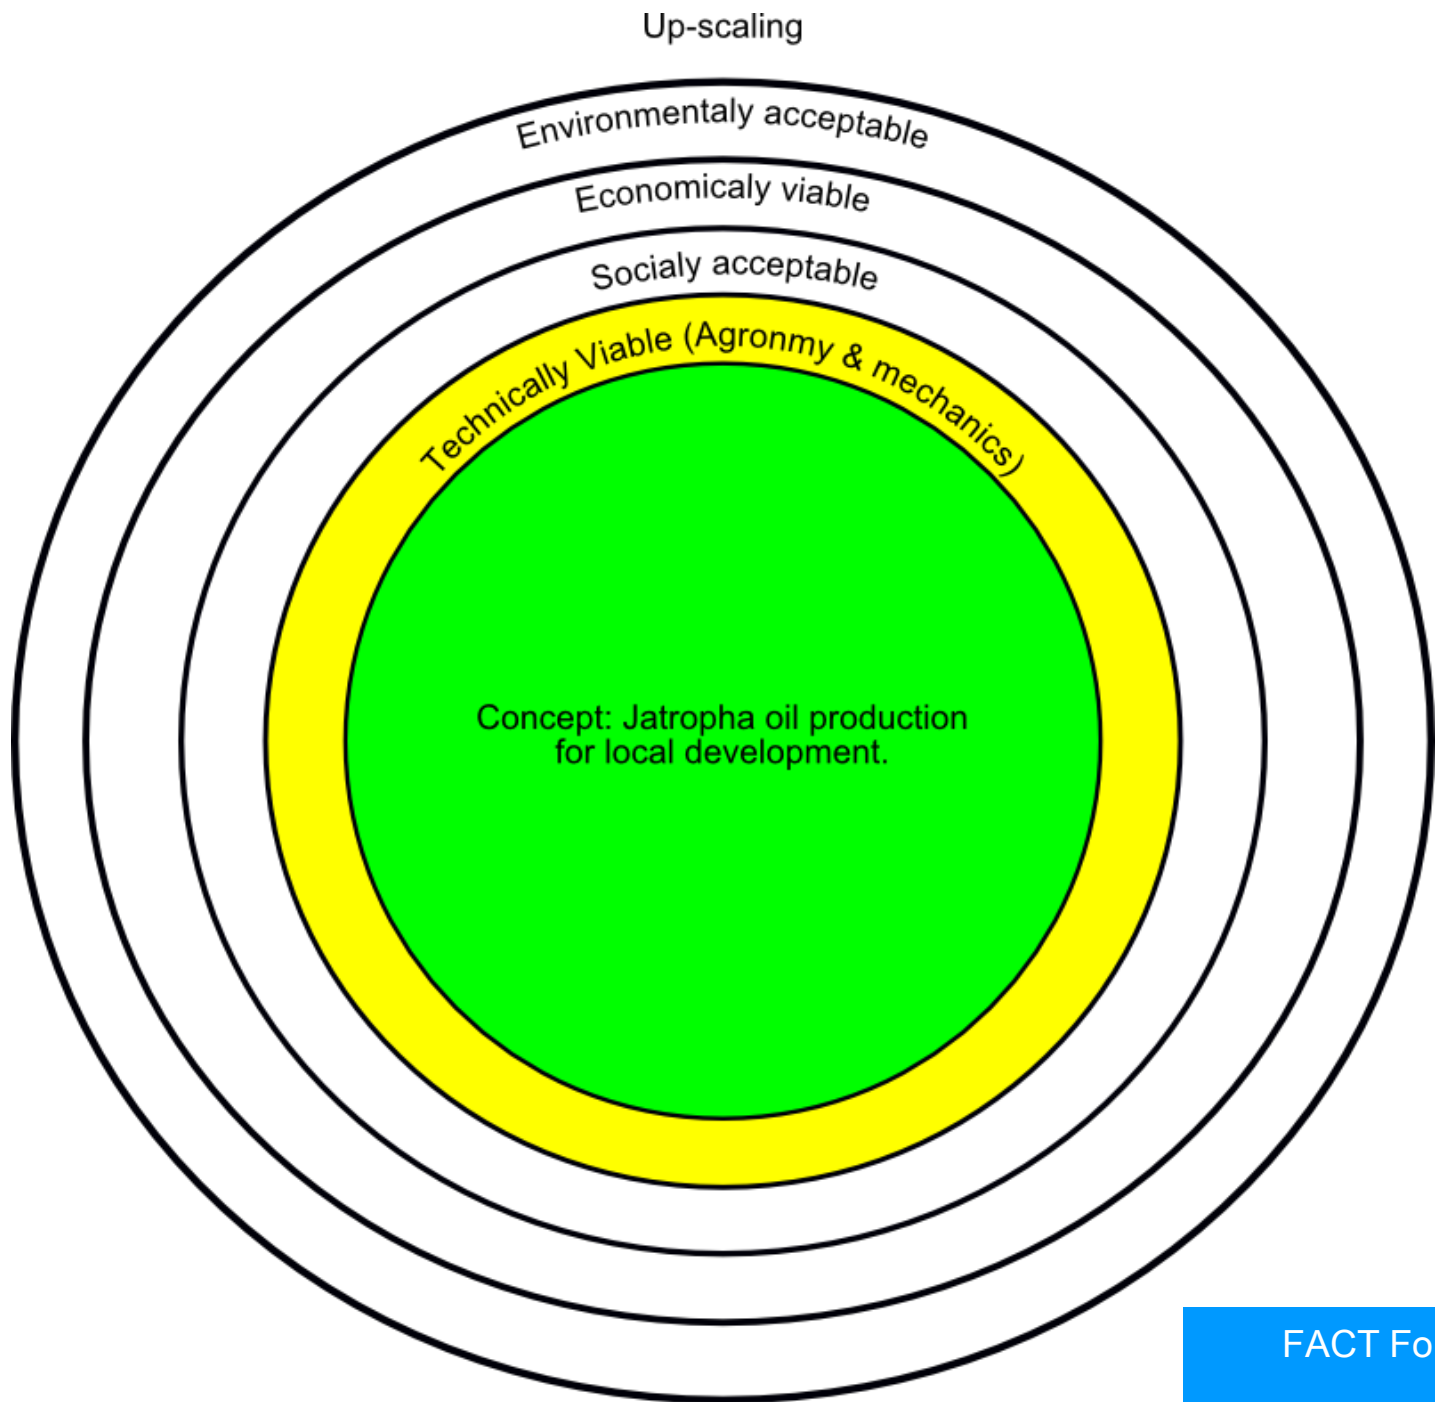 Up-scaling
Environmentaly acceptable
Economicaly viable
Socialy acceptable
Technically Viable (Agronmy & mechanics)
Concept: Jatropha oil production
for local development.
FACT Fo